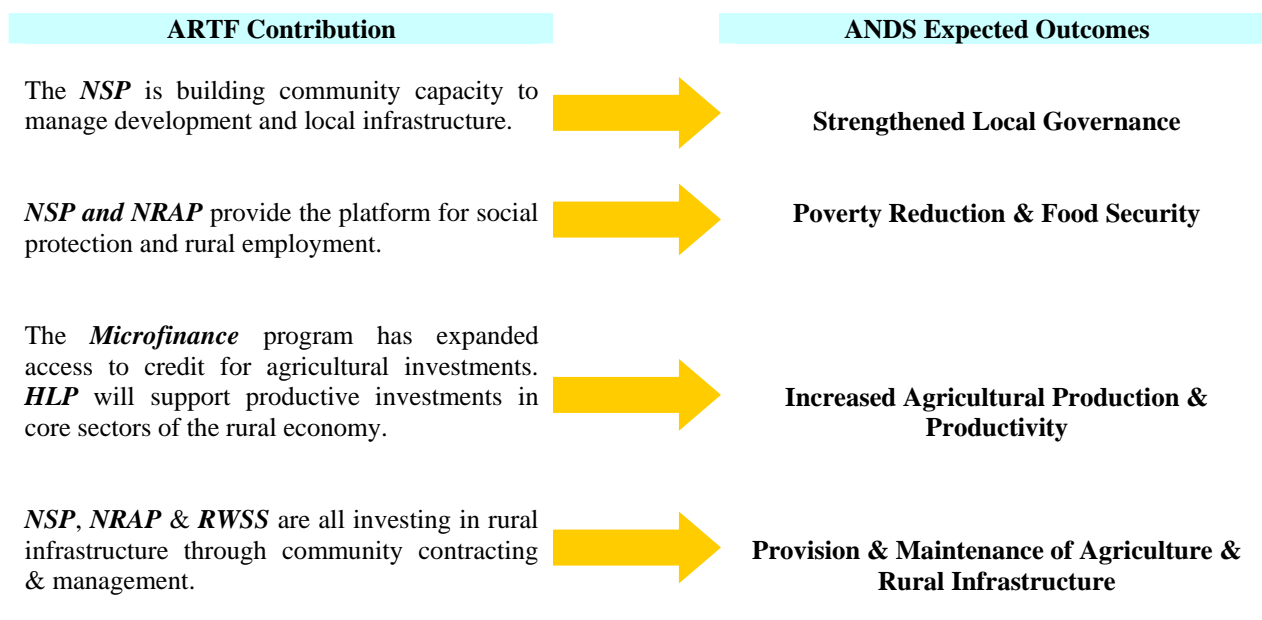 ARTF Contribution
ANDS Expected Outcomes
The NSP is building community capacity to
manage development and local infrastructure.
Strengthened Local Governance
NSP and NRAP provide the platform for social
protection and rural employment.
Poverty Reduction & Food Security
The Microfinance program has expanded
access to credit for agricultural investments.
HLP will support productive investments in
core sectors of the rural economy.
Increased Agricultural Production &
Productivity
NSP, NRAP & RWSS are all investing in rural
infrastructure through community contracting
& management.
Provision & Maintenance of Agriculture &
Rural Infrastructure